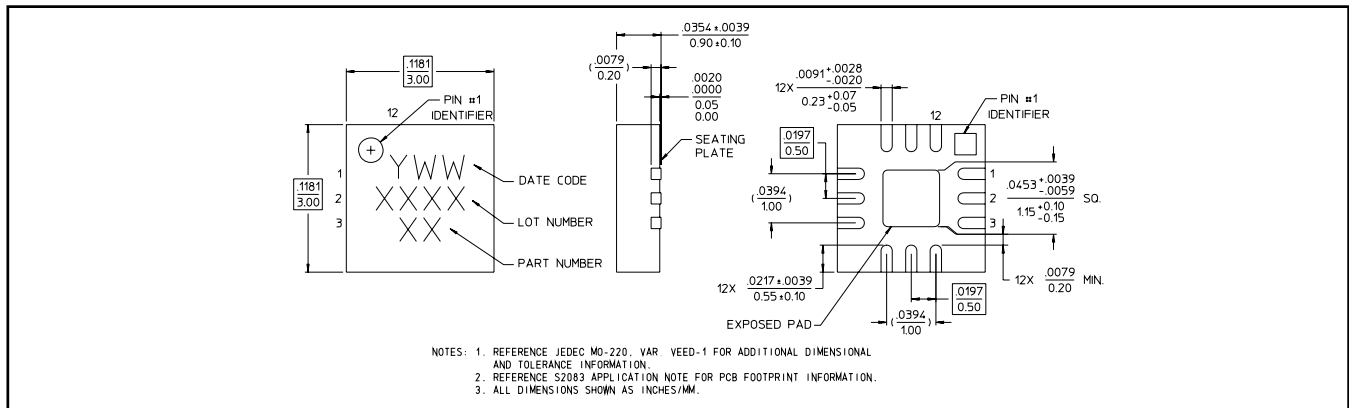 .1181
3.00
12
PIN #1
IDENTIFIER
.1181
3.00
1
2
3
YWW
XXXX
XX
DATE CODE
LOT NUMBER
PART NUMBER
.0354 ±.0039
0.90 ±0.10
(.0079
0.20)
.0020
.0000
0.05
0.00
SEATING
PLATE
12X .0091 +.0028
-.0020
0.23 +0.07
-0.05
12
PIN #1
IDENTIFIER
.0197
0.50
(.0394
1.00)
1
2
3
.0453 +.0039
-.0059
1.15 +0.10
-0.15
SQ.
12X .0217 ±.0039
0.55 ±0.10
12X .0079
0.20
MIN.
.0197
0.50
(.0394
1.00)
EXPOSED PAD
NOTES: 1. REFERENCE JEDEC MO-220, VAR. VEED-1 FOR ADDITIONAL DIMENSIONAL
AND TOLERANCE INFORMATION.
2. REFERENCE S2083 APPLICATION NOTE FOR PCB FOOTPRINT INFORMATION.
3. ALL DIMENSIONS SHOWN AS INCHES/MM.